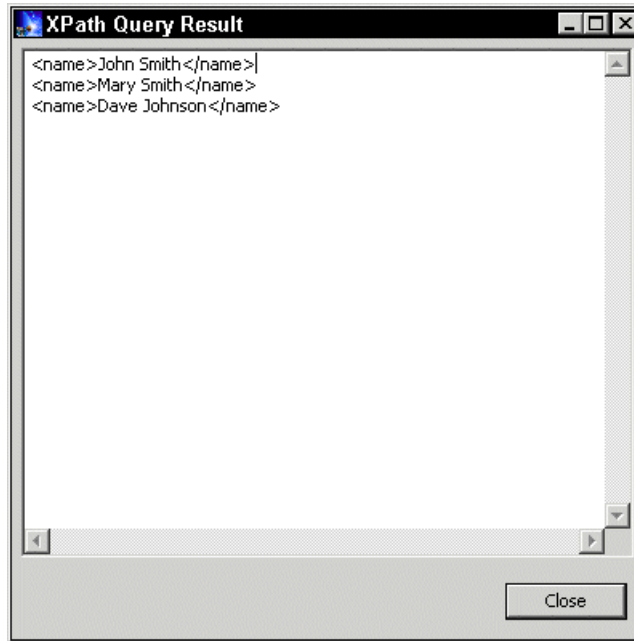 XPath Query Result
<name>John Smith</name>
<name>Mary Smith</name>
<name>Dave Johnson</name>
Close